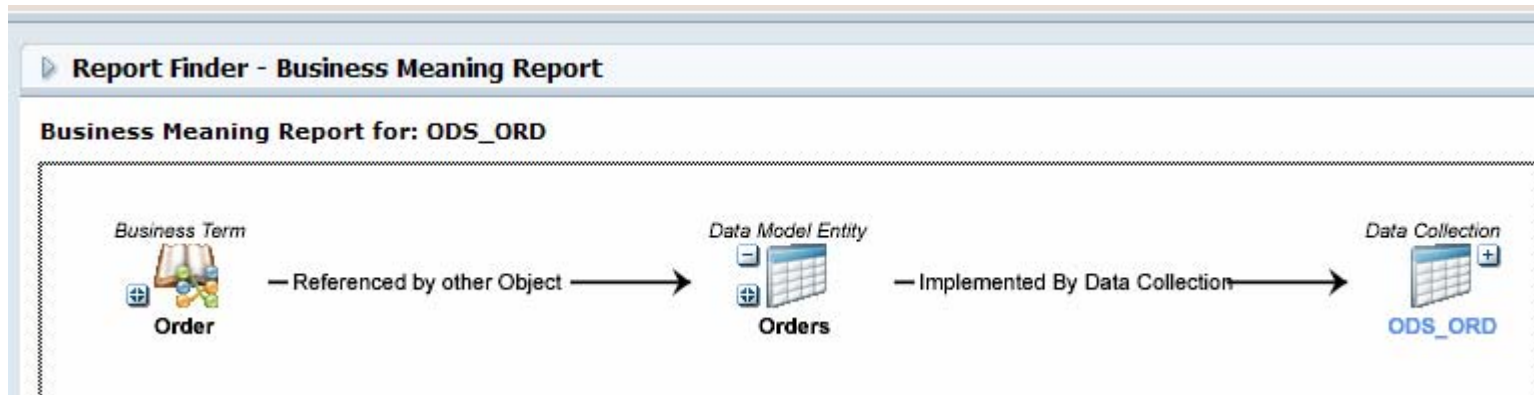 Report Finder - Business Meaning Report
Business Meaning Report for: ODS_ORD
Business Term
Data Model Entity
Data Collection
Referenced by other Object
Implemented By Data Collection
Order
Orders
ODS_ORD